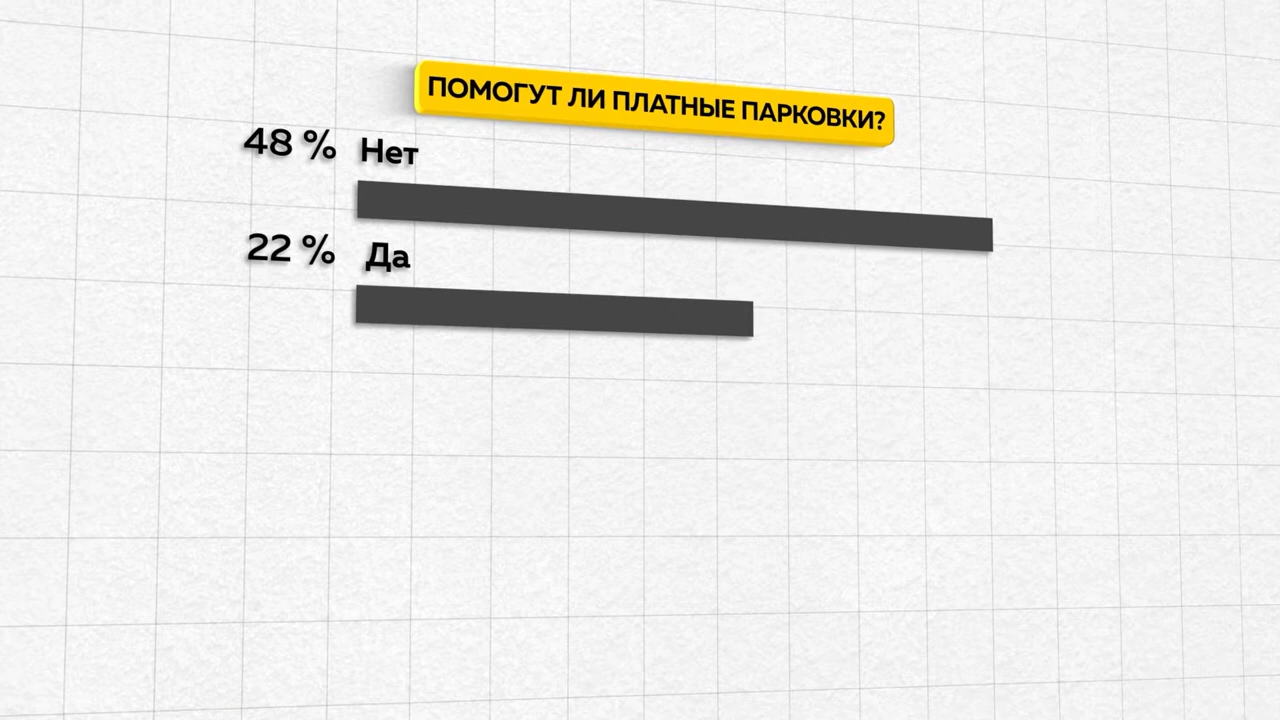 ПОМОГУТ ЛИ ПЛАТНЫЕ ПАРКОВКИ?
48 % Нет
22 % Да